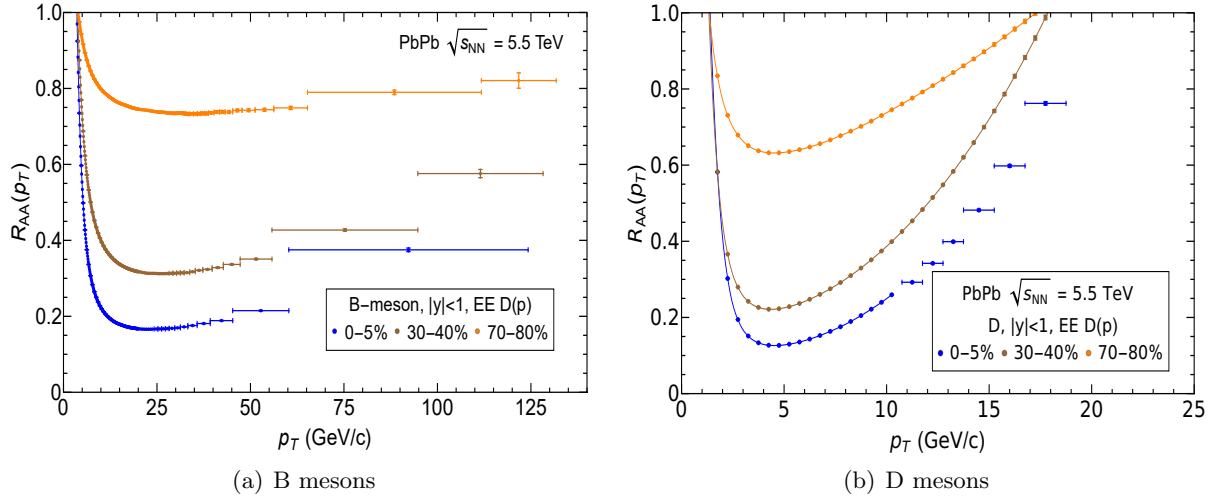 1.0
0.8
0.6
0.4
0.2
0
R_AA(p_T)
PbPb √s_NN = 5.5 TeV
B−meson, |y|<1, EE D(p)
0−5% 30−40% 70−80%
0 25 50 75 100 125
p_T (GeV/c)
(a) B mesons
1.0
0.8
0.6
0.4
0.2
0.0
R_AA(p_T)
PbPb √s_NN = 5.5 TeV
D, |y|<1, EE D(p)
0−5% 30−40% 70−80%
0 5 10 15 20 25
p_T (GeV/c)
(b) D mesons